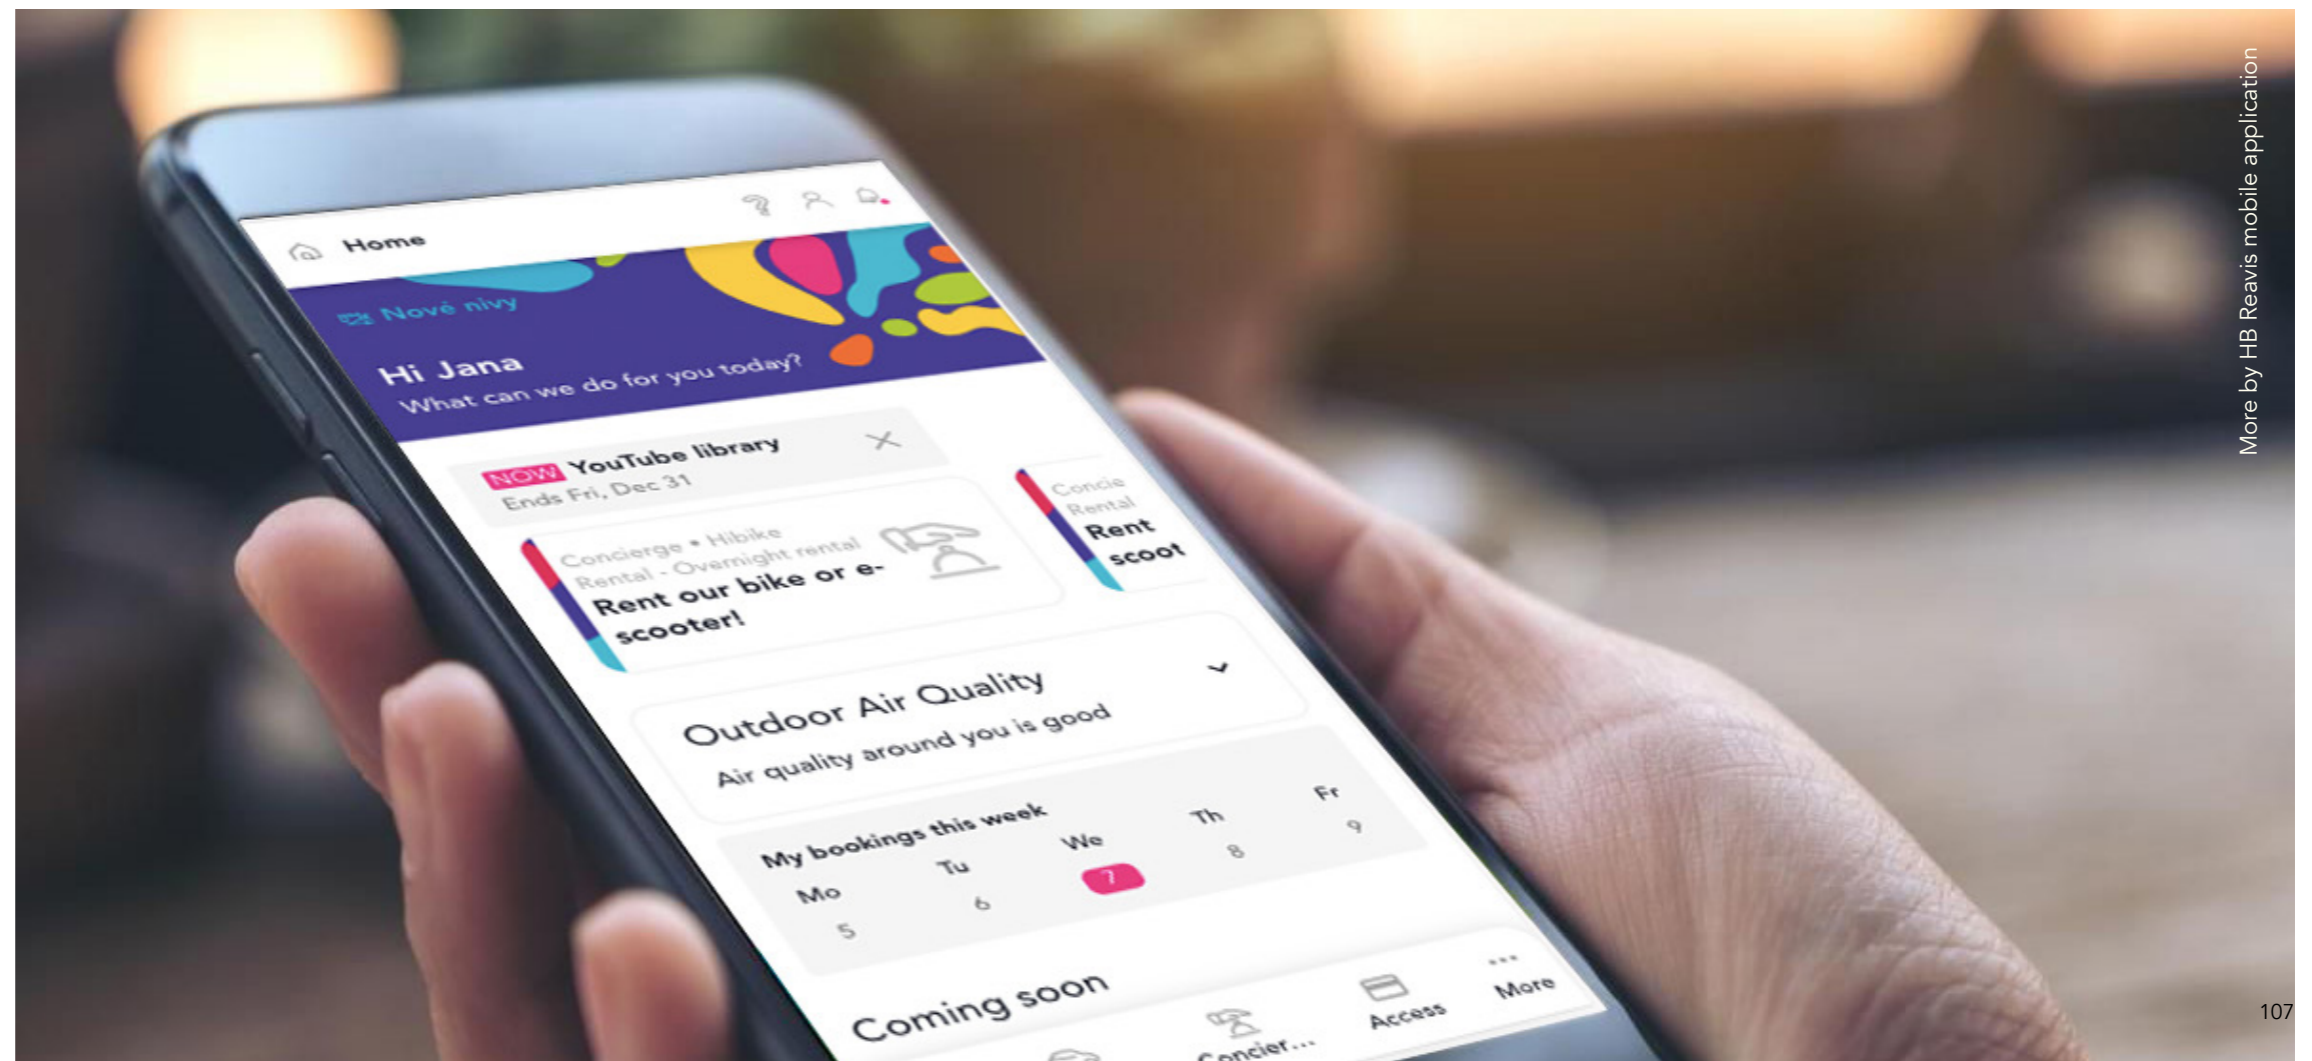 Home
Nové nivy
Hi Jana
What can we do for you today?
NOW YouTube library
Ends Fri, Dec 31
Concierge • Hibike
Rental - Overnight rental
Rent our bike or e-
scooter!
Concie
Rental
Rent
scoot
Outdoor Air Quality
Air quality around you is good
My bookings this week
Mo Tu We Th Fr
5 6 7 8 9
Coming soon
Concier...
Access
More
More by HB Reavis mobile application
107